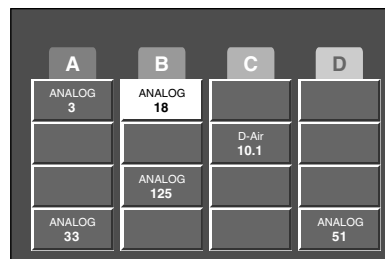 A B C D
ANALOG ANALOG
3 18
D-Air
10.1
ANALOG
125
ANALOG ANALOG
33 51